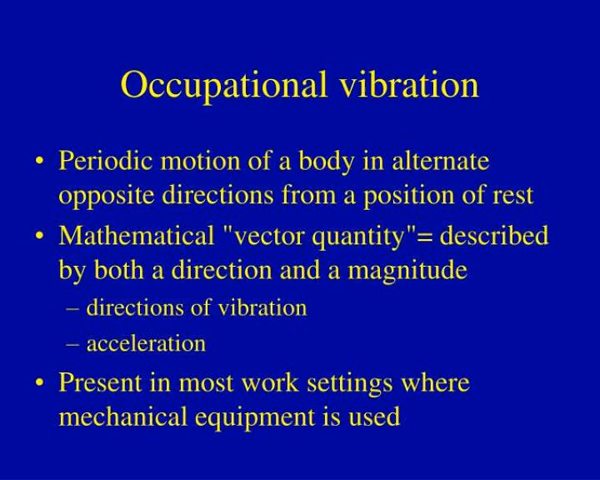 Occupational vibration
• Periodic motion of a body in alternate
opposite directions from a position of rest
• Mathematical "vector quantity"= described
by both a direction and a magnitude
– directions of vibration
– acceleration
• Present in most work settings where
mechanical equipment is used